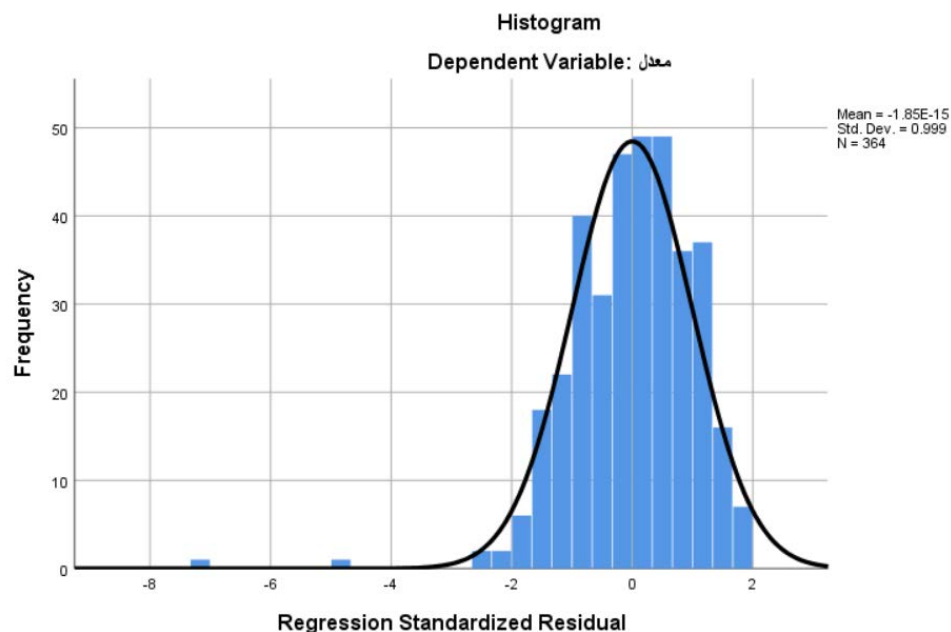 Histogram
Dependent Variable: معدل
Mean = -1.85E-15
Std. Dev. = 0.999
N = 364
50
40
30
20
10
0
Frequency
-8 -6 -4 -2 0 2
Regression Standardized Residual